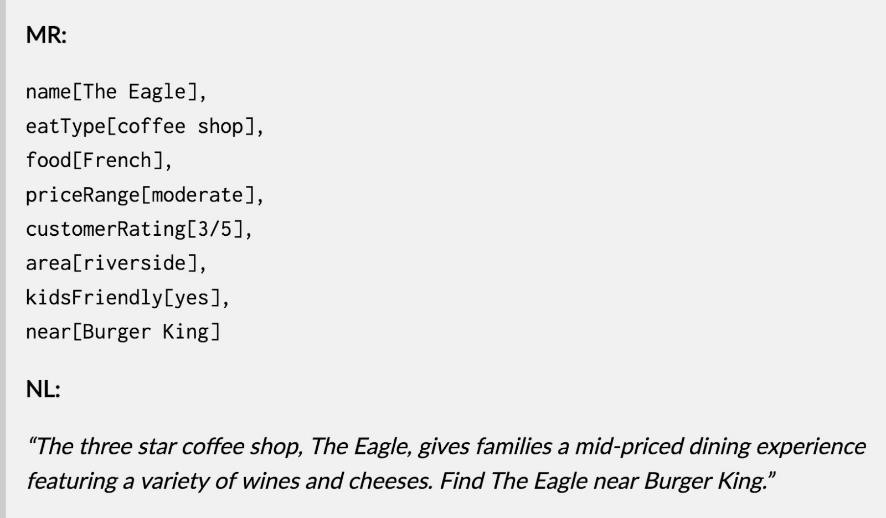 MR:
name[The Eagle],
eatType[coffee shop],
food[French],
priceRange[moderate],
customerRating[3/5],
area[riverside],
kidsFriendly[yes],
near[Burger King]
NL:
“The three star coffee shop, The Eagle, gives families a mid-priced dining experience
featuring a variety of wines and cheeses. Find The Eagle near Burger King.”